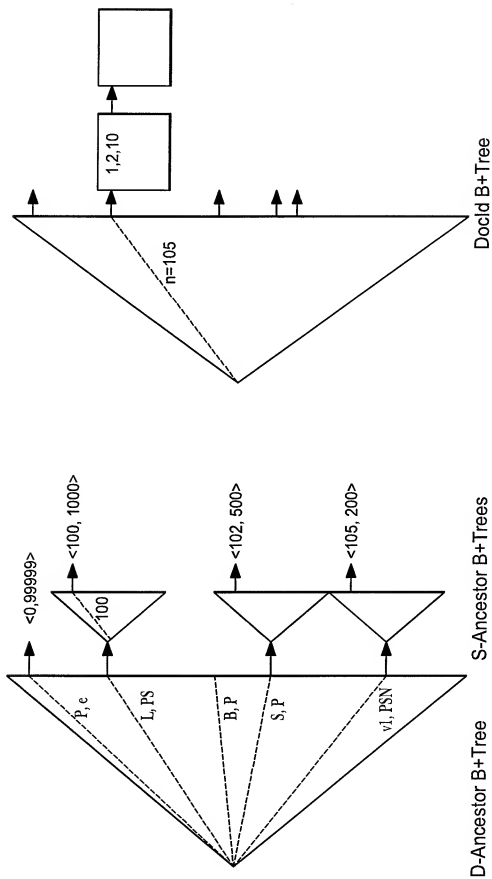 <0,99999>
<100, 1000>
<102, 500>
<105, 200>
100
P, e
L, PS
B, P
S, P
v1, PSN
D-Ancestor B+Tree
S-Ancestor B+Trees
1,2,10
n=105
DocId B+Tree